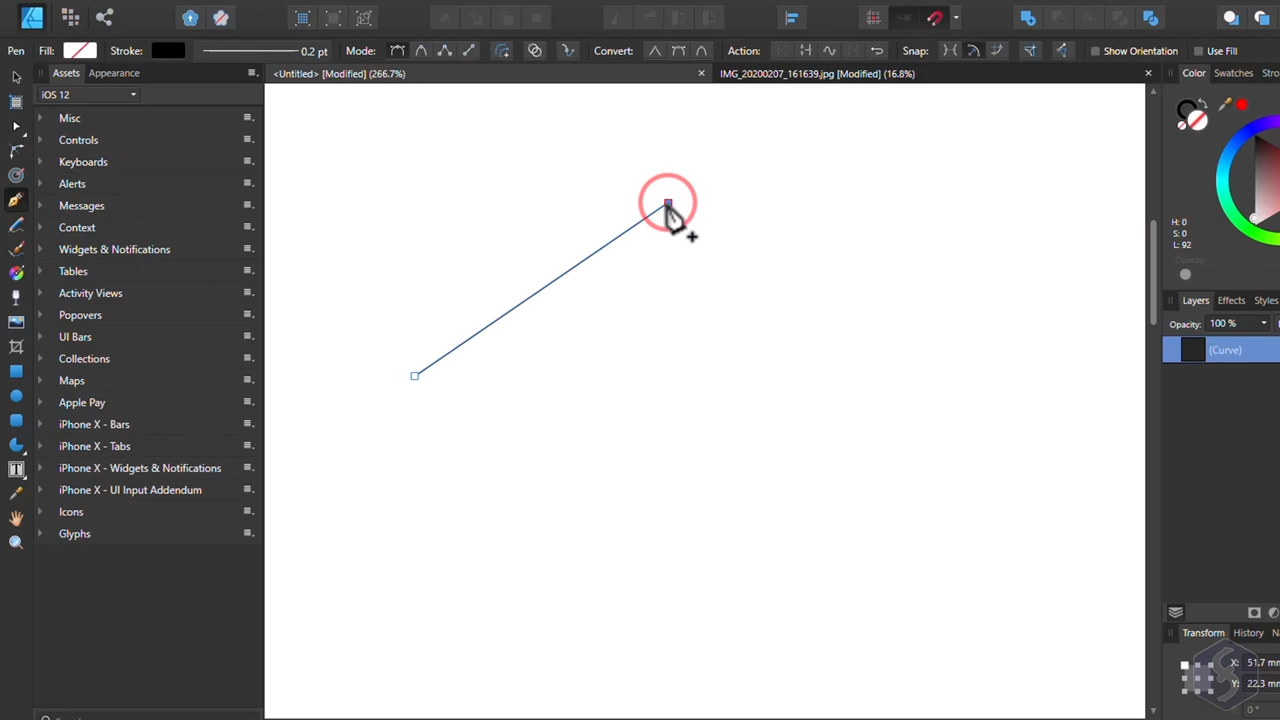 Pen Fill: Stroke: 0.2 pt Mode: Convert: Action: Snap: Show Orientation Use Fill
Assets Appearance
<Untitled> [Modified] (266.7%)
IMG_20200207_161639.jpg [Modified] (16.8%)
Color Swatches
iOS 12
Misc
Controls
Keyboards
Alerts
Messages
Context
Widgets & Notifications
Tables
Activity Views
Popovers
UI Bars
Collections
Maps
Apple Pay
iPhone X - Bars
iPhone X - Tabs
iPhone X - Widgets & Notifications
iPhone X - UI Input Addendum
Icons
Glyphs
H: 0
S: 0
L: 92
Opacity
Layers Effects Styles
Opacity: 100 %
(Curve)
Transform History
X: 51.7 mm
Y: 22.3 mm
0 °